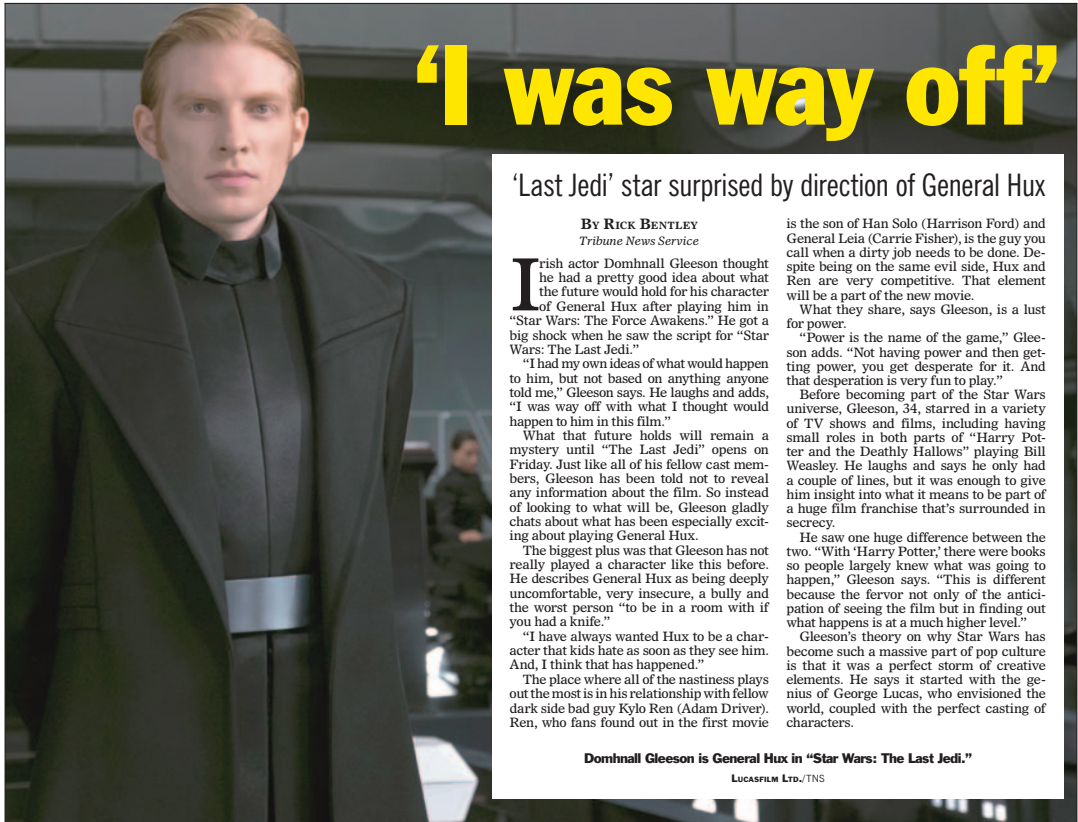 ‘I was way off’
‘Last Jedi’ star surprised by direction of General Hux
By Rick Bentley
Tribune News Service
Irish actor Domhnall Gleeson thought
he had a pretty good idea about what
the future would hold for his character
of General Hux after playing him in
“Star Wars: The Force Awakens.” He got a
big shock when he saw the script for “Star
Wars: The Last Jedi.”
“I had my own ideas of what would happen
to him, but not based on anything anyone
told me,” Gleeson says. He laughs and adds,
“I was way off with what I thought would
happen to him in this film.”
What that future holds will remain a
mystery until “The Last Jedi” opens on
Friday. Just like all of his fellow cast mem-
bers, Gleeson has been told not to reveal
any information about the film. So instead
of looking to what will be, Gleeson gladly
chats about what has been especially excit-
ing about playing General Hux.
The biggest plus was that Gleeson has not
really played a character like this before.
He describes General Hux as being deeply
uncomfortable, very insecure, a bully and
the worst person “to be in a room with if
you had a knife.”
“I have always wanted Hux to be a char-
acter that kids hate as soon as they see him.
And, I think that has happened.”
The place where all of the nastiness plays
out the most is in his relationship with fellow
dark side bad guy Kylo Ren (Adam Driver).
Ren, who fans found out in the first movie
is the son of Han Solo (Harrison Ford) and
General Leia (Carrie Fisher), is the guy you
call when a dirty job needs to be done. De-
spite being on the same evil side, Hux and
Ren are very competitive. That element
will be a part of the new movie.
What they share, says Gleeson, is a lust
for power.
“Power is the name of the game,” Glee-
son adds. “Not having power and then get-
ting power, you get desperate for it. And
that desperation is very fun to play.”
Before becoming part of the Star Wars
universe, Gleeson, 34, starred in a variety
of TV shows and films, including having
small roles in both parts of “Harry Pot-
ter and the Deathly Hallows” playing Bill
Weasley. He laughs and says he only had
a couple of lines, but it was enough to give
him insight into what it means to be part of
a huge film franchise that’s surrounded in
secrecy.
He saw one huge difference between the
two. “With ‘Harry Potter,’ there were books
so people largely knew what was going to
happen,” Gleeson says. “This is different
because the fervor not only of the antici-
pation of seeing the film but in finding out
what happens is at a much higher level.”
Gleeson’s theory on why Star Wars has
become such a massive part of pop culture
is that it was a perfect storm of creative
elements. He says it started with the ge-
nius of George Lucas, who envisioned the
world, coupled with the perfect casting of
characters.
Domhnall Gleeson is General Hux in “Star Wars: The Last Jedi.”
Lucasfilm Ltd./TNS